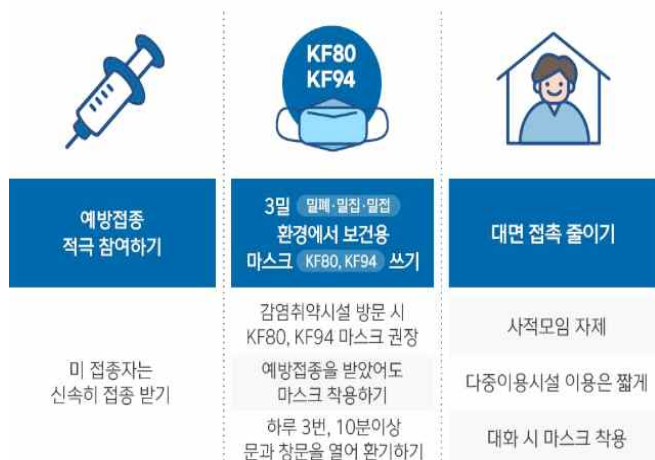 KF80
KF94
예방접종
적극 참여하기
3밀 밀폐·밀집·밀접
환경에서 보건용
마스크 KF80, KF94 쓰기
대면 접촉 줄이기
미 접종자는
신속히 접종 받기
감염취약시설 방문 시
KF80, KF94 마스크 권장
예방접종을 받았어도
마스크 착용하기
하루 3번, 10분이상
문과 창문을 열어 환기하기
사적모임 자제
다중이용시설 이용은 짧게
대화 시 마스크 착용